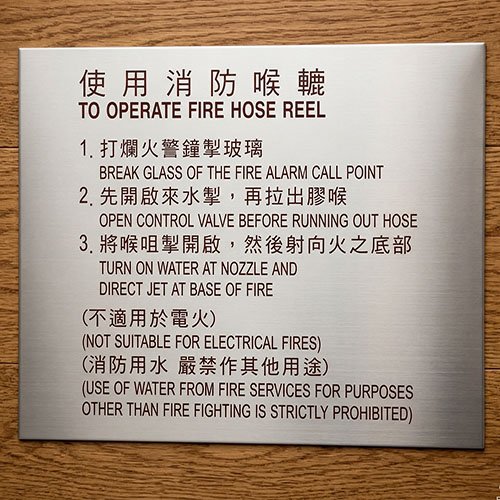 使用消防喉轆
TO OPERATE FIRE HOSE REEL
1. 打爛火警鐘掣玻璃
BREAK GLASS OF THE FIRE ALARM CALL POINT
2. 先開啟來水掣，再拉出膠喉
OPEN CONTROL VALVE BEFORE RUNNING OUT HOSE
3. 將喉咀掣開啟，然後射向火之底部
TURN ON WATER AT NOZZLE AND
DIRECT JET AT BASE OF FIRE
(不適用於電火)
(NOT SUITABLE FOR ELECTRICAL FIRES)
(消防用水 嚴禁作其他用途)
(USE OF WATER FROM FIRE SERVICES FOR PURPOSES
OTHER THAN FIRE FIGHTING IS STRICTLY PROHIBITED)